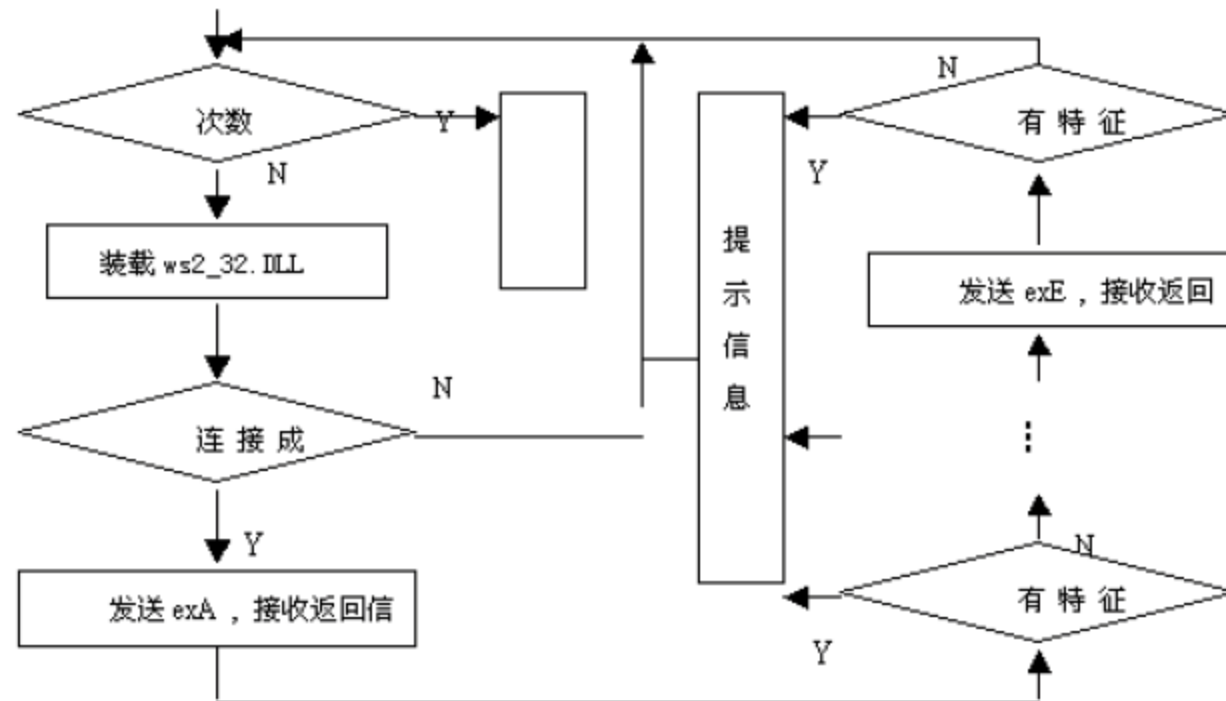 次数
Y
N
装载 ws2_32.DLL
N
连 接 成
Y
发送 exA , 接收返回信
提
示
信
息
N
有 特 征
Y
发送 exE , 接收返回
⋮
N
有 特 征
Y